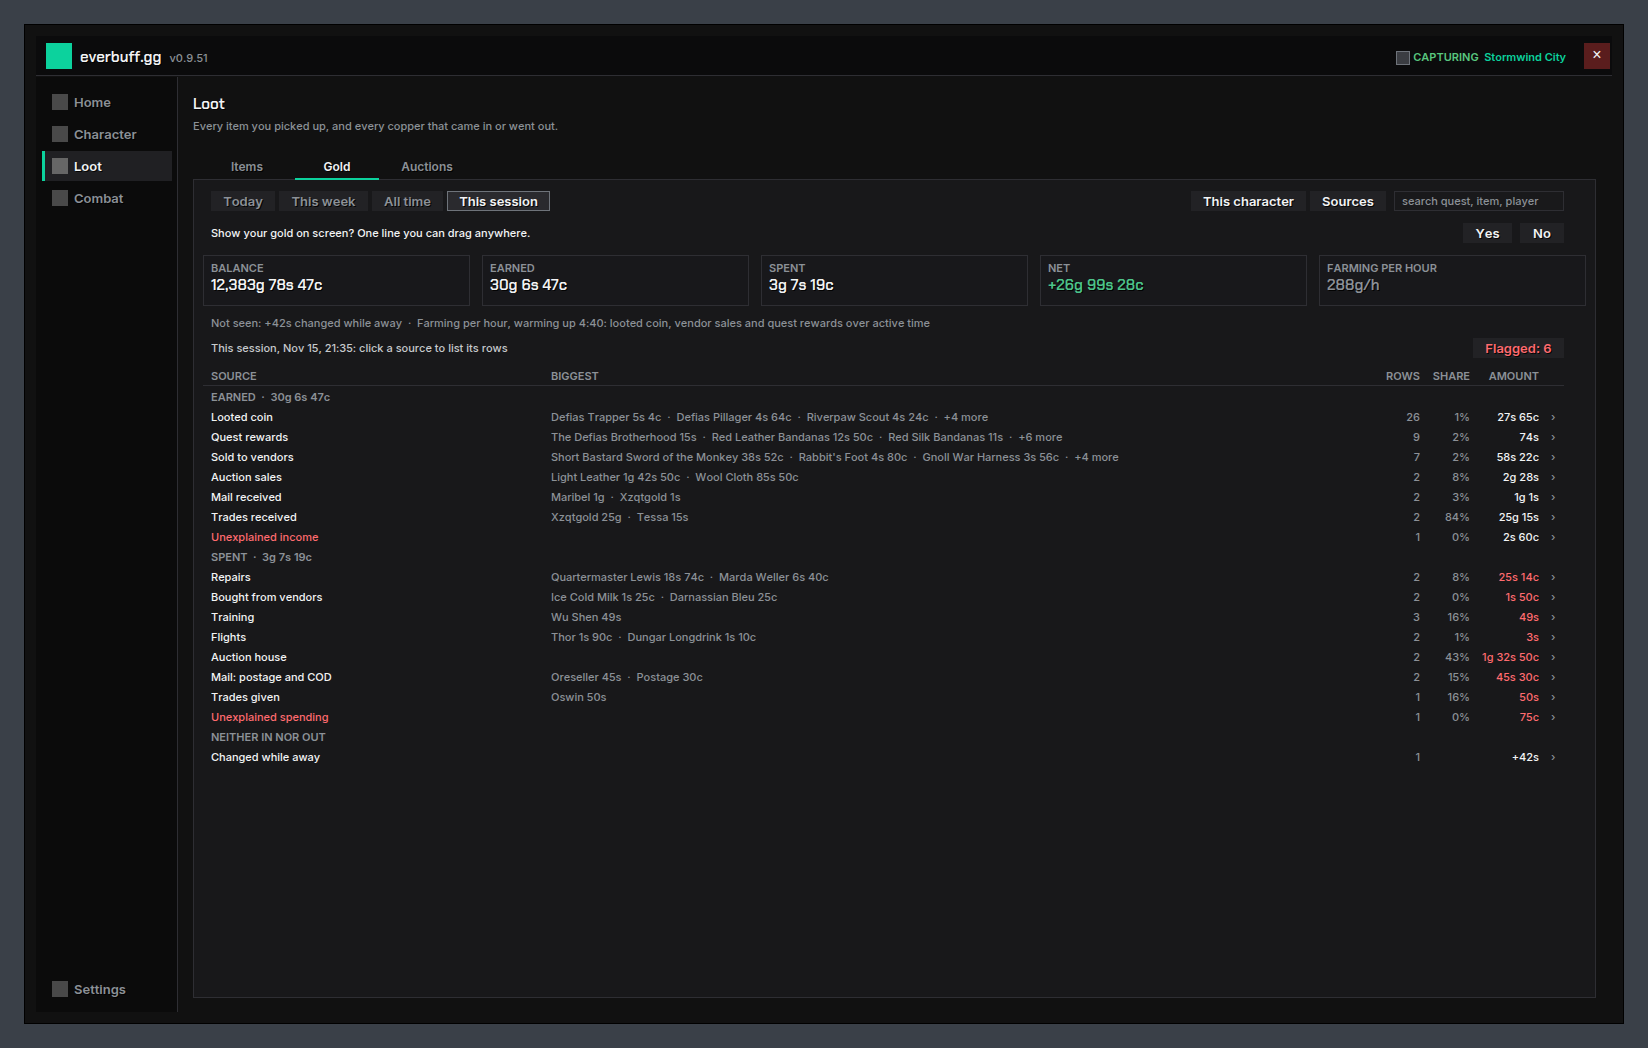 everbuff.gg v0.9.51
CAPTURING Stormwind City ×
Home
Character
Loot
Combat
Settings
Loot
Every item you picked up, and every copper that came in or went out.
Items Gold Auctions
Today This week All time This session This character Sources search quest, item, player
Show your gold on screen? One line you can drag anywhere. Yes No
BALANCE
12,383g 78s 47c
EARNED
30g 6s 47c
SPENT
3g 7s 19c
NET
+26g 99s 28c
FARMING PER HOUR
288g/h
Not seen: +42s changed while away · Farming per hour, warming up 4:40: looted coin, vendor sales and quest rewards over active time
This session, Nov 15, 21:35: click a source to list its rows Flagged: 6
SOURCE BIGGEST ROWS SHARE AMOUNT
EARNED · 30g 6s 47c
Looted coin Defias Trapper 5s 4c · Defias Pillager 4s 64c · Riverpaw Scout 4s 24c · +4 more 26 1% 27s 65c ›
Quest rewards The Defias Brotherhood 15s · Red Leather Bandanas 12s 50c · Red Silk Bandanas 11s · +6 more 9 2% 74s ›
Sold to vendors Short Bastard Sword of the Monkey 38s 52c · Rabbit's Foot 4s 80c · Gnoll War Harness 3s 56c · +4 more 7 2% 58s 22c ›
Auction sales Light Leather 1g 42s 50c · Wool Cloth 85s 50c 2 8% 2g 28s ›
Mail received Maribel 1g · Xzqtgold 1s 2 3% 1g 1s ›
Trades received Xzqtgold 25g · Tessa 15s 2 84% 25g 15s ›
Unexplained income 1 0% 2s 60c ›
SPENT · 3g 7s 19c
Repairs Quartermaster Lewis 18s 74c · Marda Weller 6s 40c 2 8% 25s 14c ›
Bought from vendors Ice Cold Milk 1s 25c · Darnassian Bleu 25c 2 0% 1s 50c ›
Training Wu Shen 49s 3 16% 49s ›
Flights Thor 1s 90c · Dungar Longdrink 1s 10c 2 1% 3s ›
Auction house 2 43% 1g 32s 50c ›
Mail: postage and COD Oreseller 45s · Postage 30c 2 15% 45s 30c ›
Trades given Oswin 50s 1 16% 50s ›
Unexplained spending 1 0% 75c ›
NEITHER IN NOR OUT
Changed while away 1 +42s ›